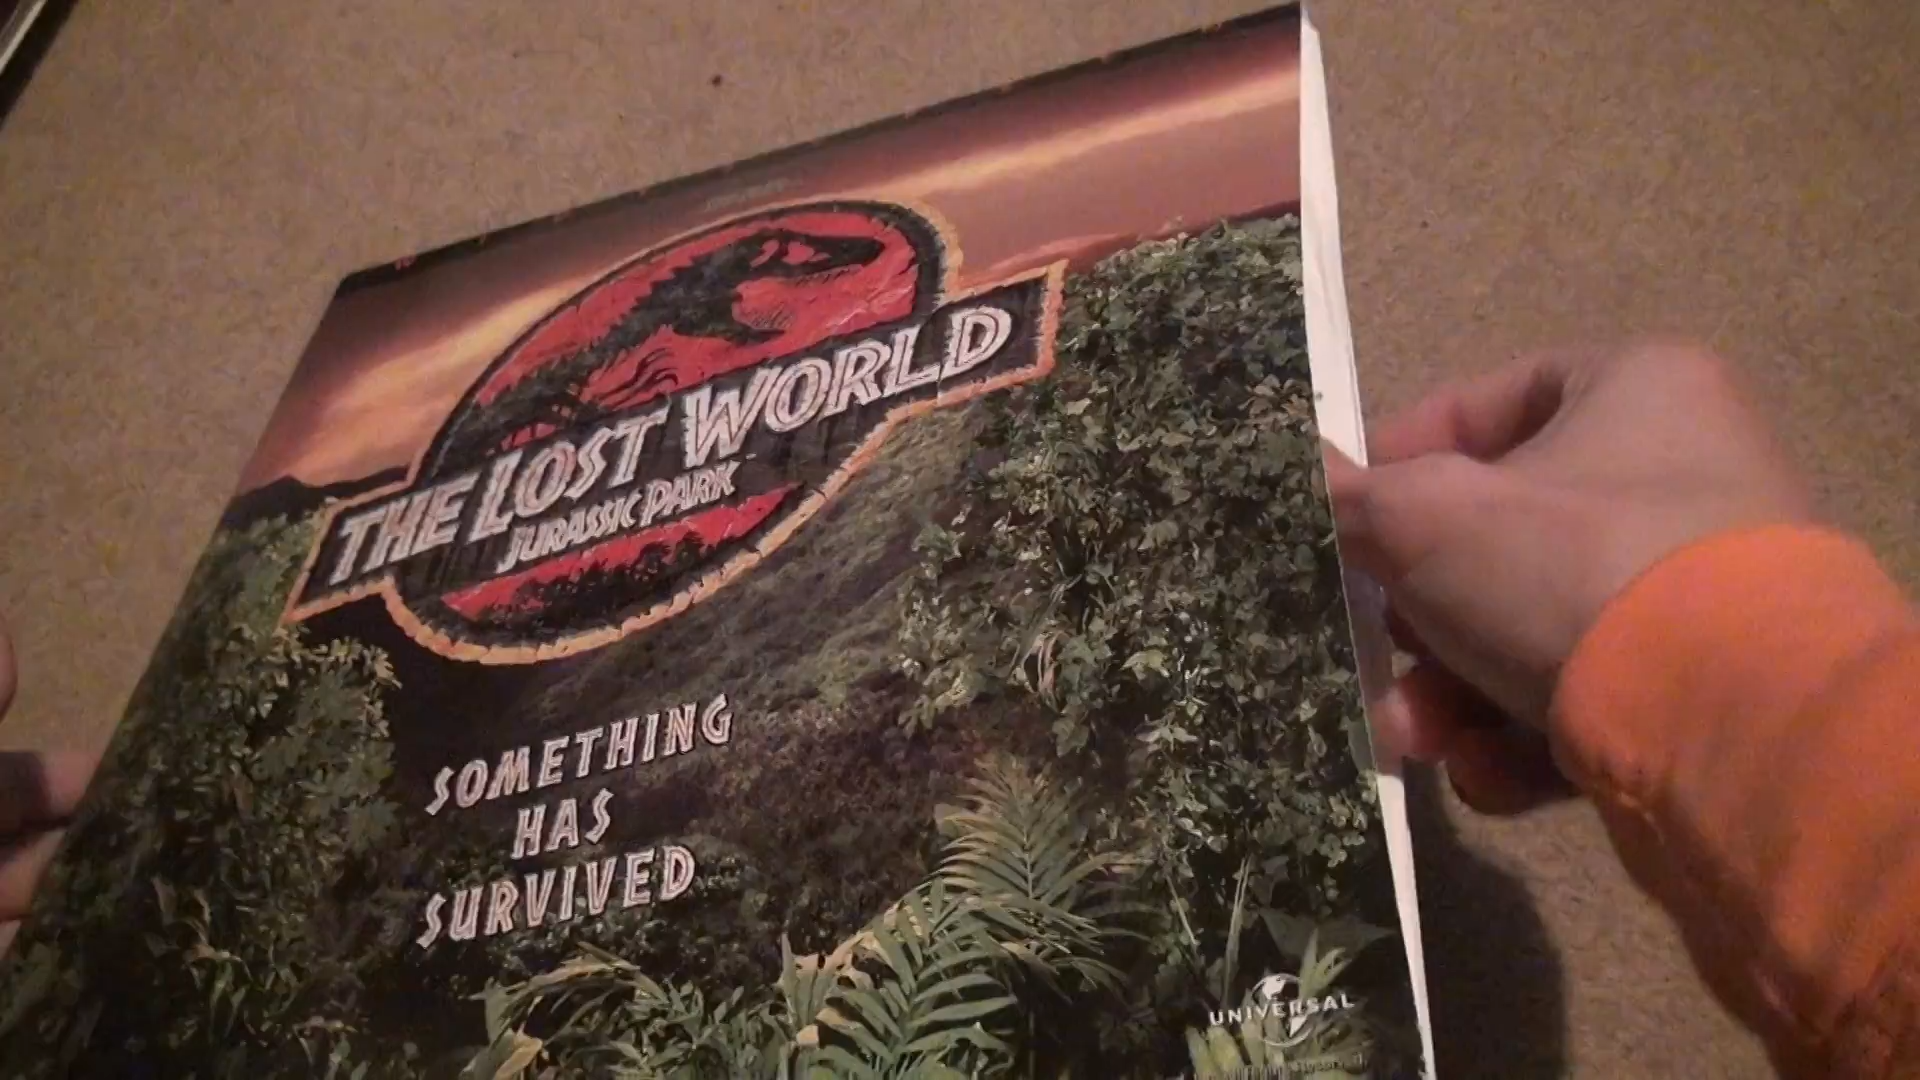 THE LOST WORLD
JURASSIC PARK
SOMETHING
HAS
SURVIVED
UNIVERSAL